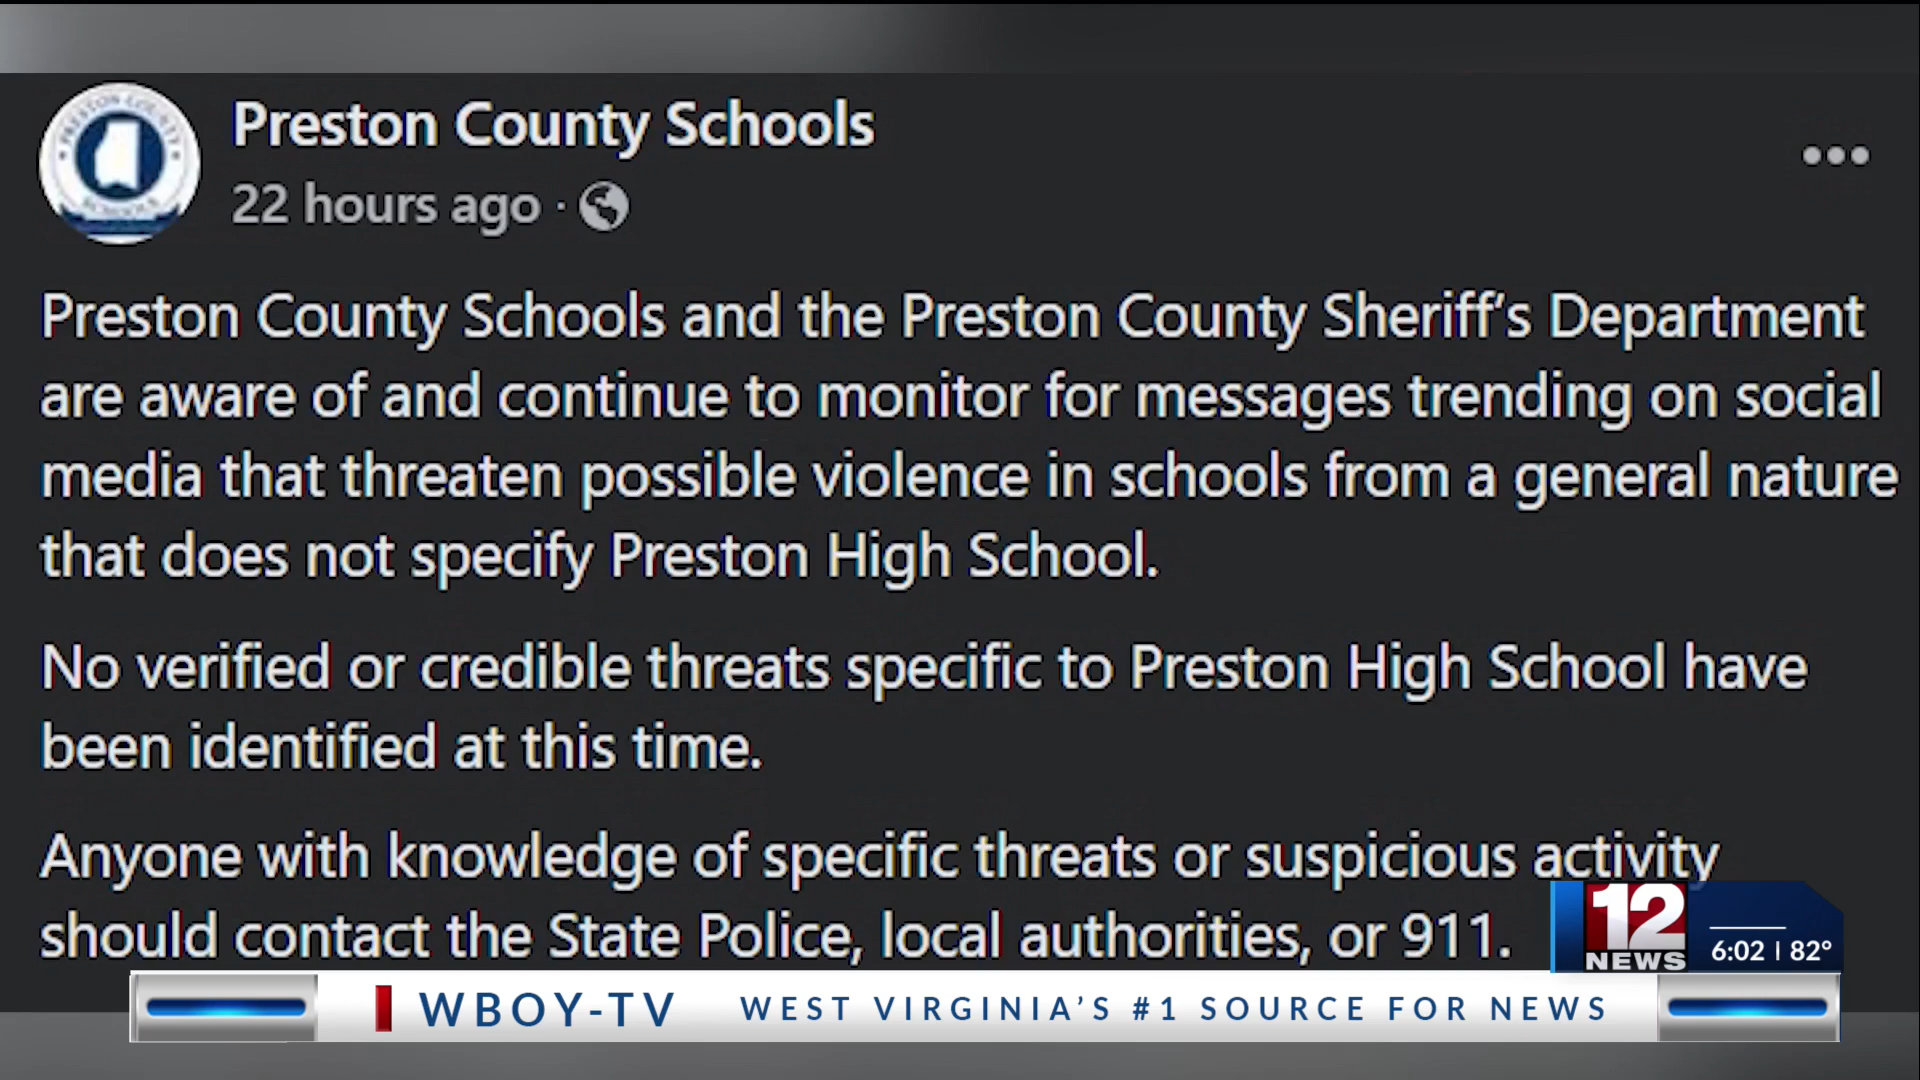 PRESTON COUNTY
SCHOOLS
Preston County Schools
22 hours ago ·
Preston County Schools and the Preston County Sheriff's Department
are aware of and continue to monitor for messages trending on social
media that threaten possible violence in schools from a general nature
that does not specify Preston High School.
No verified or credible threats specific to Preston High School have
been identified at this time.
Anyone with knowledge of specific threats or suspicious activity
should contact the State Police, local authorities, or 911.
12
NEWS
6:02 | 82°
WBOY-TV WEST VIRGINIA'S #1 SOURCE FOR NEWS